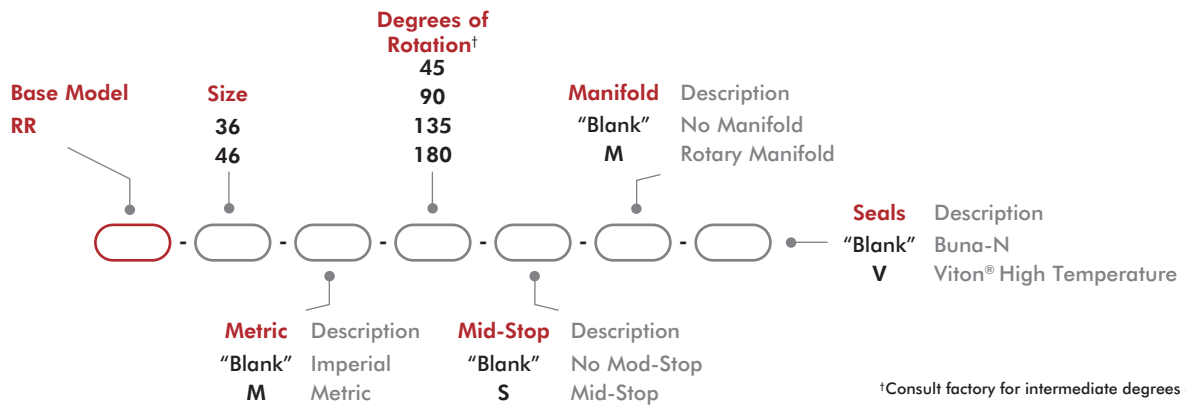 Degrees of
Rotation†
45
90
135
180
Base Model
RR
Size
36
46
Manifold Description
"Blank" No Manifold
M Rotary Manifold
- - - - - -
Seals Description
"Blank" Buna-N
V Viton® High Temperature
Metric Description
"Blank" Imperial
M Metric
Mid-Stop Description
"Blank" No Mod-Stop
S Mid-Stop
†Consult factory for intermediate degrees